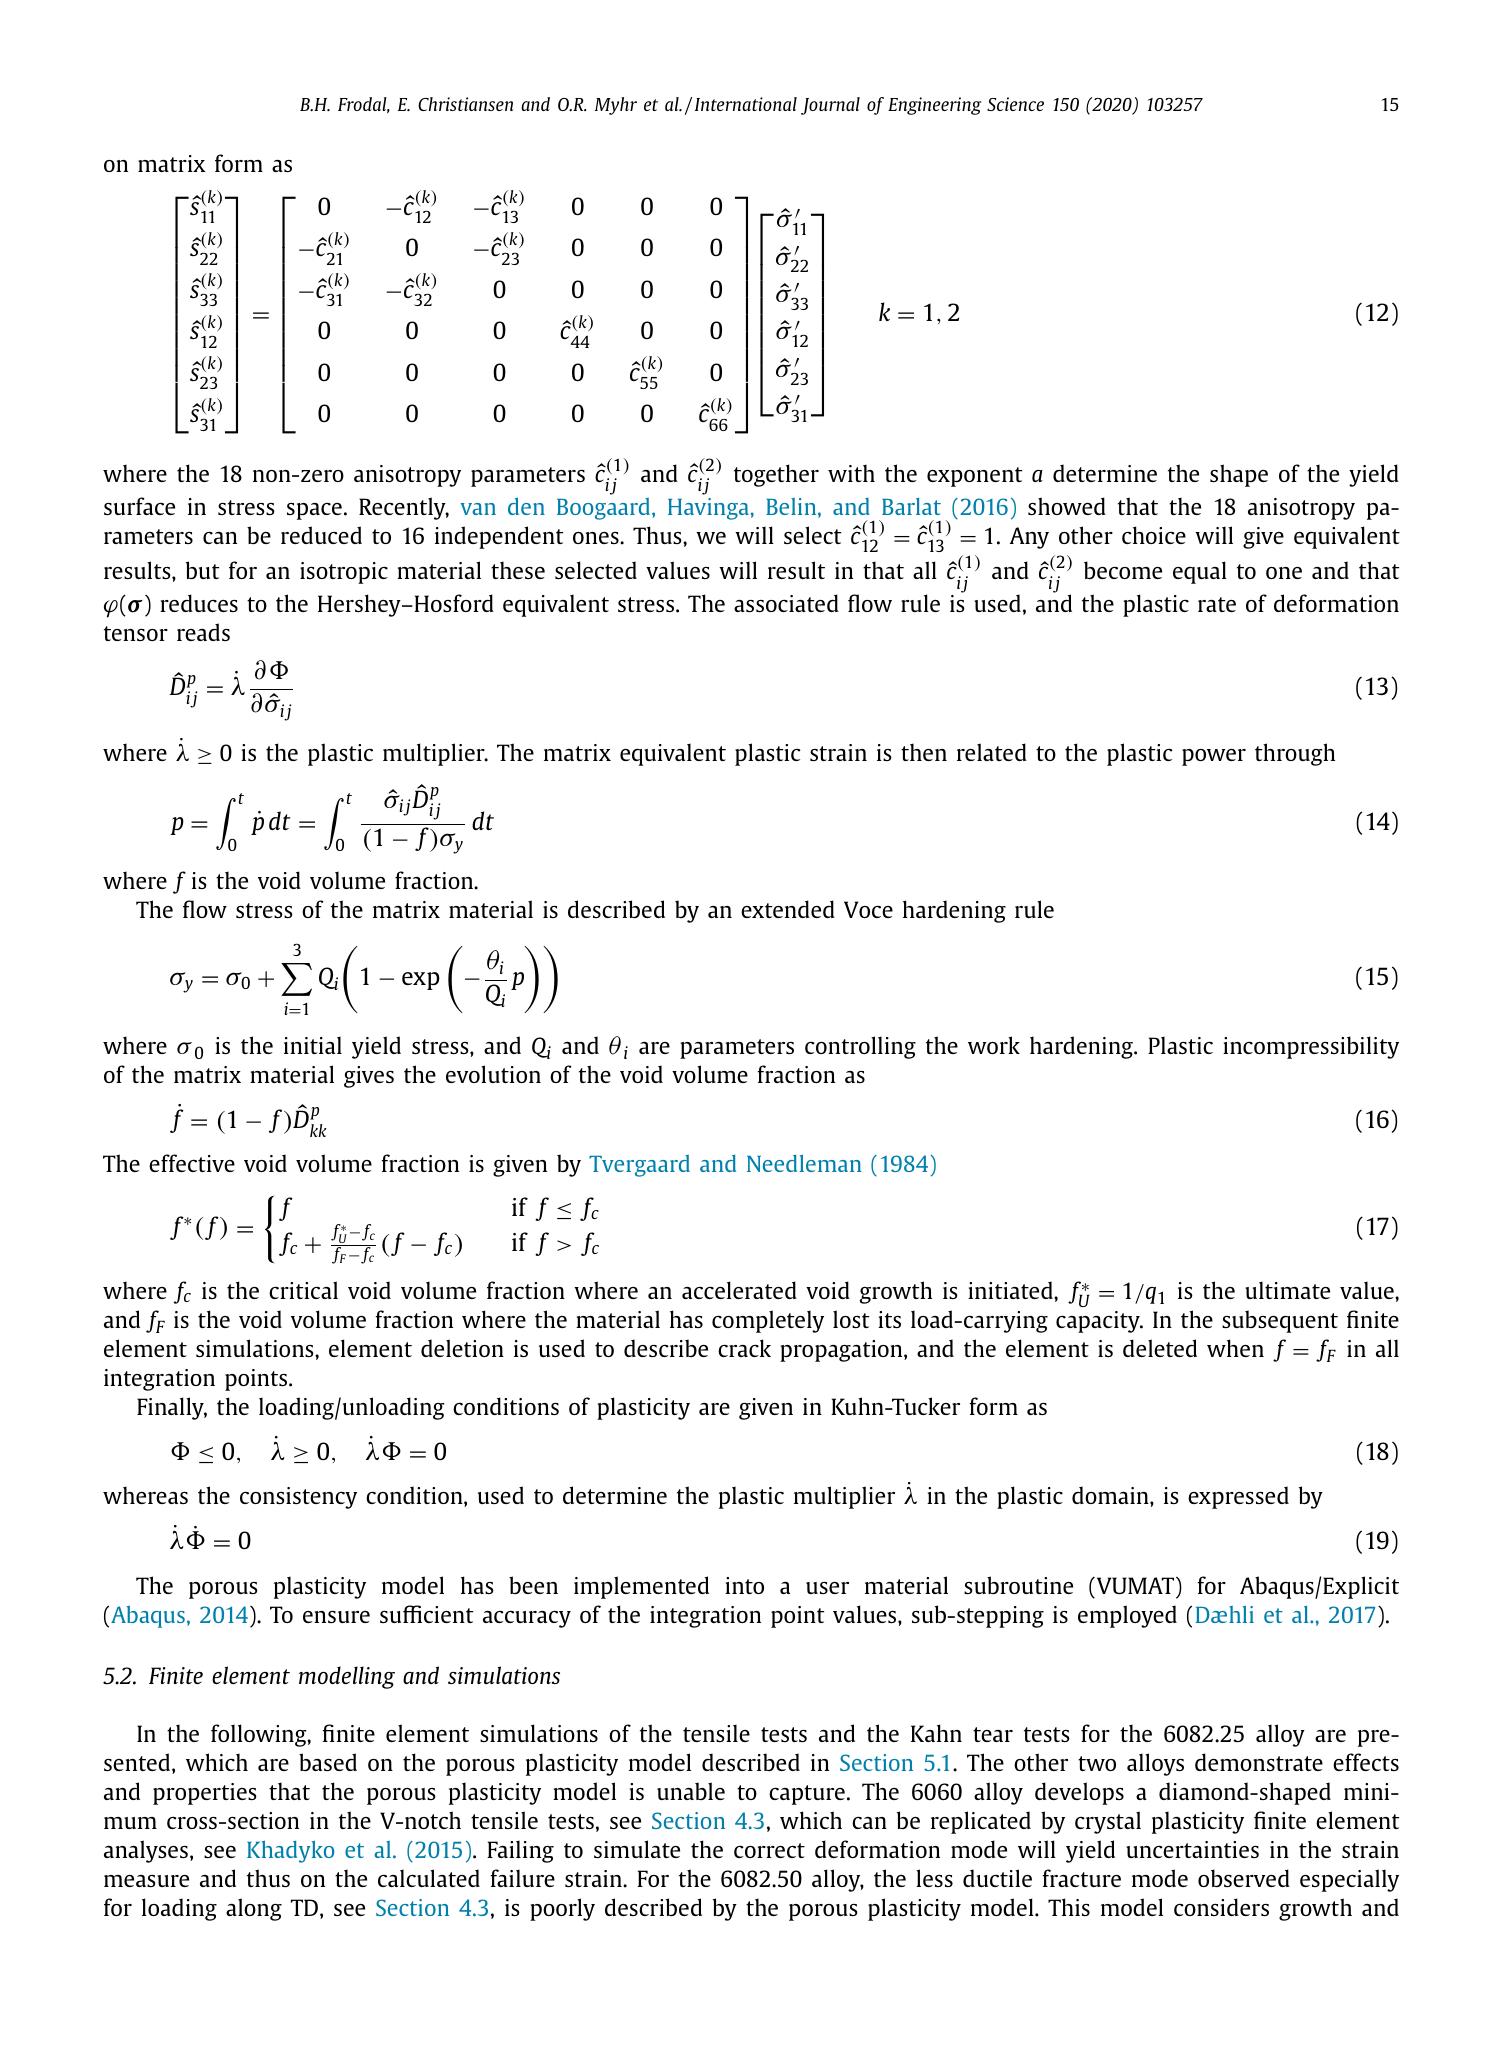 B.H. Frodal, E. Christiansen and O.R. Myhr et al. / International Journal of Engineering Science 150 (2020) 103257 15
on matrix form as
$$\begin{bmatrix} \hat{s}_{11}^{(k)} \\ \hat{s}_{22}^{(k)} \\ \hat{s}_{33}^{(k)} \\ \hat{s}_{12}^{(k)} \\ \hat{s}_{23}^{(k)} \\ \hat{s}_{31}^{(k)} \end{bmatrix} = \begin{bmatrix} 0 & -\hat{c}_{12}^{(k)} & -\hat{c}_{13}^{(k)} & 0 & 0 & 0 \\ -\hat{c}_{21}^{(k)} & 0 & -\hat{c}_{23}^{(k)} & 0 & 0 & 0 \\ -\hat{c}_{31}^{(k)} & -\hat{c}_{32}^{(k)} & 0 & 0 & 0 & 0 \\ 0 & 0 & 0 & \hat{c}_{44}^{(k)} & 0 & 0 \\ 0 & 0 & 0 & 0 & \hat{c}_{55}^{(k)} & 0 \\ 0 & 0 & 0 & 0 & 0 & \hat{c}_{66}^{(k)} \end{bmatrix} \begin{bmatrix} \hat{\sigma}'_{11} \\ \hat{\sigma}'_{22} \\ \hat{\sigma}'_{33} \\ \hat{\sigma}'_{12} \\ \hat{\sigma}'_{23} \\ \hat{\sigma}'_{31} \end{bmatrix} \quad k = 1, 2 \quad (12)$$
where the 18 non-zero anisotropy parameters $\hat{c}_{ij}^{(1)}$ and $\hat{c}_{ij}^{(2)}$ together with the exponent a determine the shape of the yield
surface in stress space. Recently, van den Boogaard, Havinga, Belin, and Barlat (2016) showed that the 18 anisotropy pa-
rameters can be reduced to 16 independent ones. Thus, we will select $\hat{c}_{12}^{(1)} = \hat{c}_{13}^{(1)} = 1$. Any other choice will give equivalent
results, but for an isotropic material these selected values will result in that all $\hat{c}_{ij}^{(1)}$ and $\hat{c}_{ij}^{(2)}$ become equal to one and that
$\varphi(\boldsymbol{\sigma})$ reduces to the Hershey–Hosford equivalent stress. The associated flow rule is used, and the plastic rate of deformation
tensor reads
$$\hat{D}_{ij}^{p} = \dot{\lambda} \frac{\partial \Phi}{\partial \hat{\sigma}_{ij}} \quad (13)$$
where $\dot{\lambda} \geq 0$ is the plastic multiplier. The matrix equivalent plastic strain is then related to the plastic power through
$$p = \int_0^t \dot{p} \, dt = \int_0^t \frac{\hat{\sigma}_{ij} \hat{D}_{ij}^{p}}{(1 - f)\sigma_y} \, dt \quad (14)$$
where f is the void volume fraction.
The flow stress of the matrix material is described by an extended Voce hardening rule
$$\sigma_y = \sigma_0 + \sum_{i=1}^{3} Q_i \left( 1 - \exp \left( -\frac{\theta_i}{Q_i} p \right) \right) \quad (15)$$
where $\sigma_0$ is the initial yield stress, and $Q_i$ and $\theta_i$ are parameters controlling the work hardening. Plastic incompressibility
of the matrix material gives the evolution of the void volume fraction as
$$\dot{f} = (1 - f)\hat{D}_{kk}^{p} \quad (16)$$
The effective void volume fraction is given by Tvergaard and Needleman (1984)
$$f^*(f) = \begin{cases} f & \text{if } f \leq f_c \\ f_c + \frac{f_U^* - f_c}{f_F - f_c}(f - f_c) & \text{if } f > f_c \end{cases} \quad (17)$$
where $f_c$ is the critical void volume fraction where an accelerated void growth is initiated, $f_U^* = 1/q_1$ is the ultimate value,
and $f_F$ is the void volume fraction where the material has completely lost its load-carrying capacity. In the subsequent finite
element simulations, element deletion is used to describe crack propagation, and the element is deleted when $f = f_F$ in all
integration points.
Finally, the loading/unloading conditions of plasticity are given in Kuhn-Tucker form as
$$\Phi \leq 0, \quad \dot{\lambda} \geq 0, \quad \dot{\lambda}\Phi = 0 \quad (18)$$
whereas the consistency condition, used to determine the plastic multiplier $\dot{\lambda}$ in the plastic domain, is expressed by
$$\dot{\lambda}\dot{\Phi} = 0 \quad (19)$$
The porous plasticity model has been implemented into a user material subroutine (VUMAT) for Abaqus/Explicit
(Abaqus, 2014). To ensure sufficient accuracy of the integration point values, sub-stepping is employed (Dæhli et al., 2017).
5.2. Finite element modelling and simulations
In the following, finite element simulations of the tensile tests and the Kahn tear tests for the 6082.25 alloy are pre-
sented, which are based on the porous plasticity model described in Section 5.1. The other two alloys demonstrate effects
and properties that the porous plasticity model is unable to capture. The 6060 alloy develops a diamond-shaped mini-
mum cross-section in the V-notch tensile tests, see Section 4.3, which can be replicated by crystal plasticity finite element
analyses, see Khadyko et al. (2015). Failing to simulate the correct deformation mode will yield uncertainties in the strain
measure and thus on the calculated failure strain. For the 6082.50 alloy, the less ductile fracture mode observed especially
for loading along TD, see Section 4.3, is poorly described by the porous plasticity model. This model considers growth and